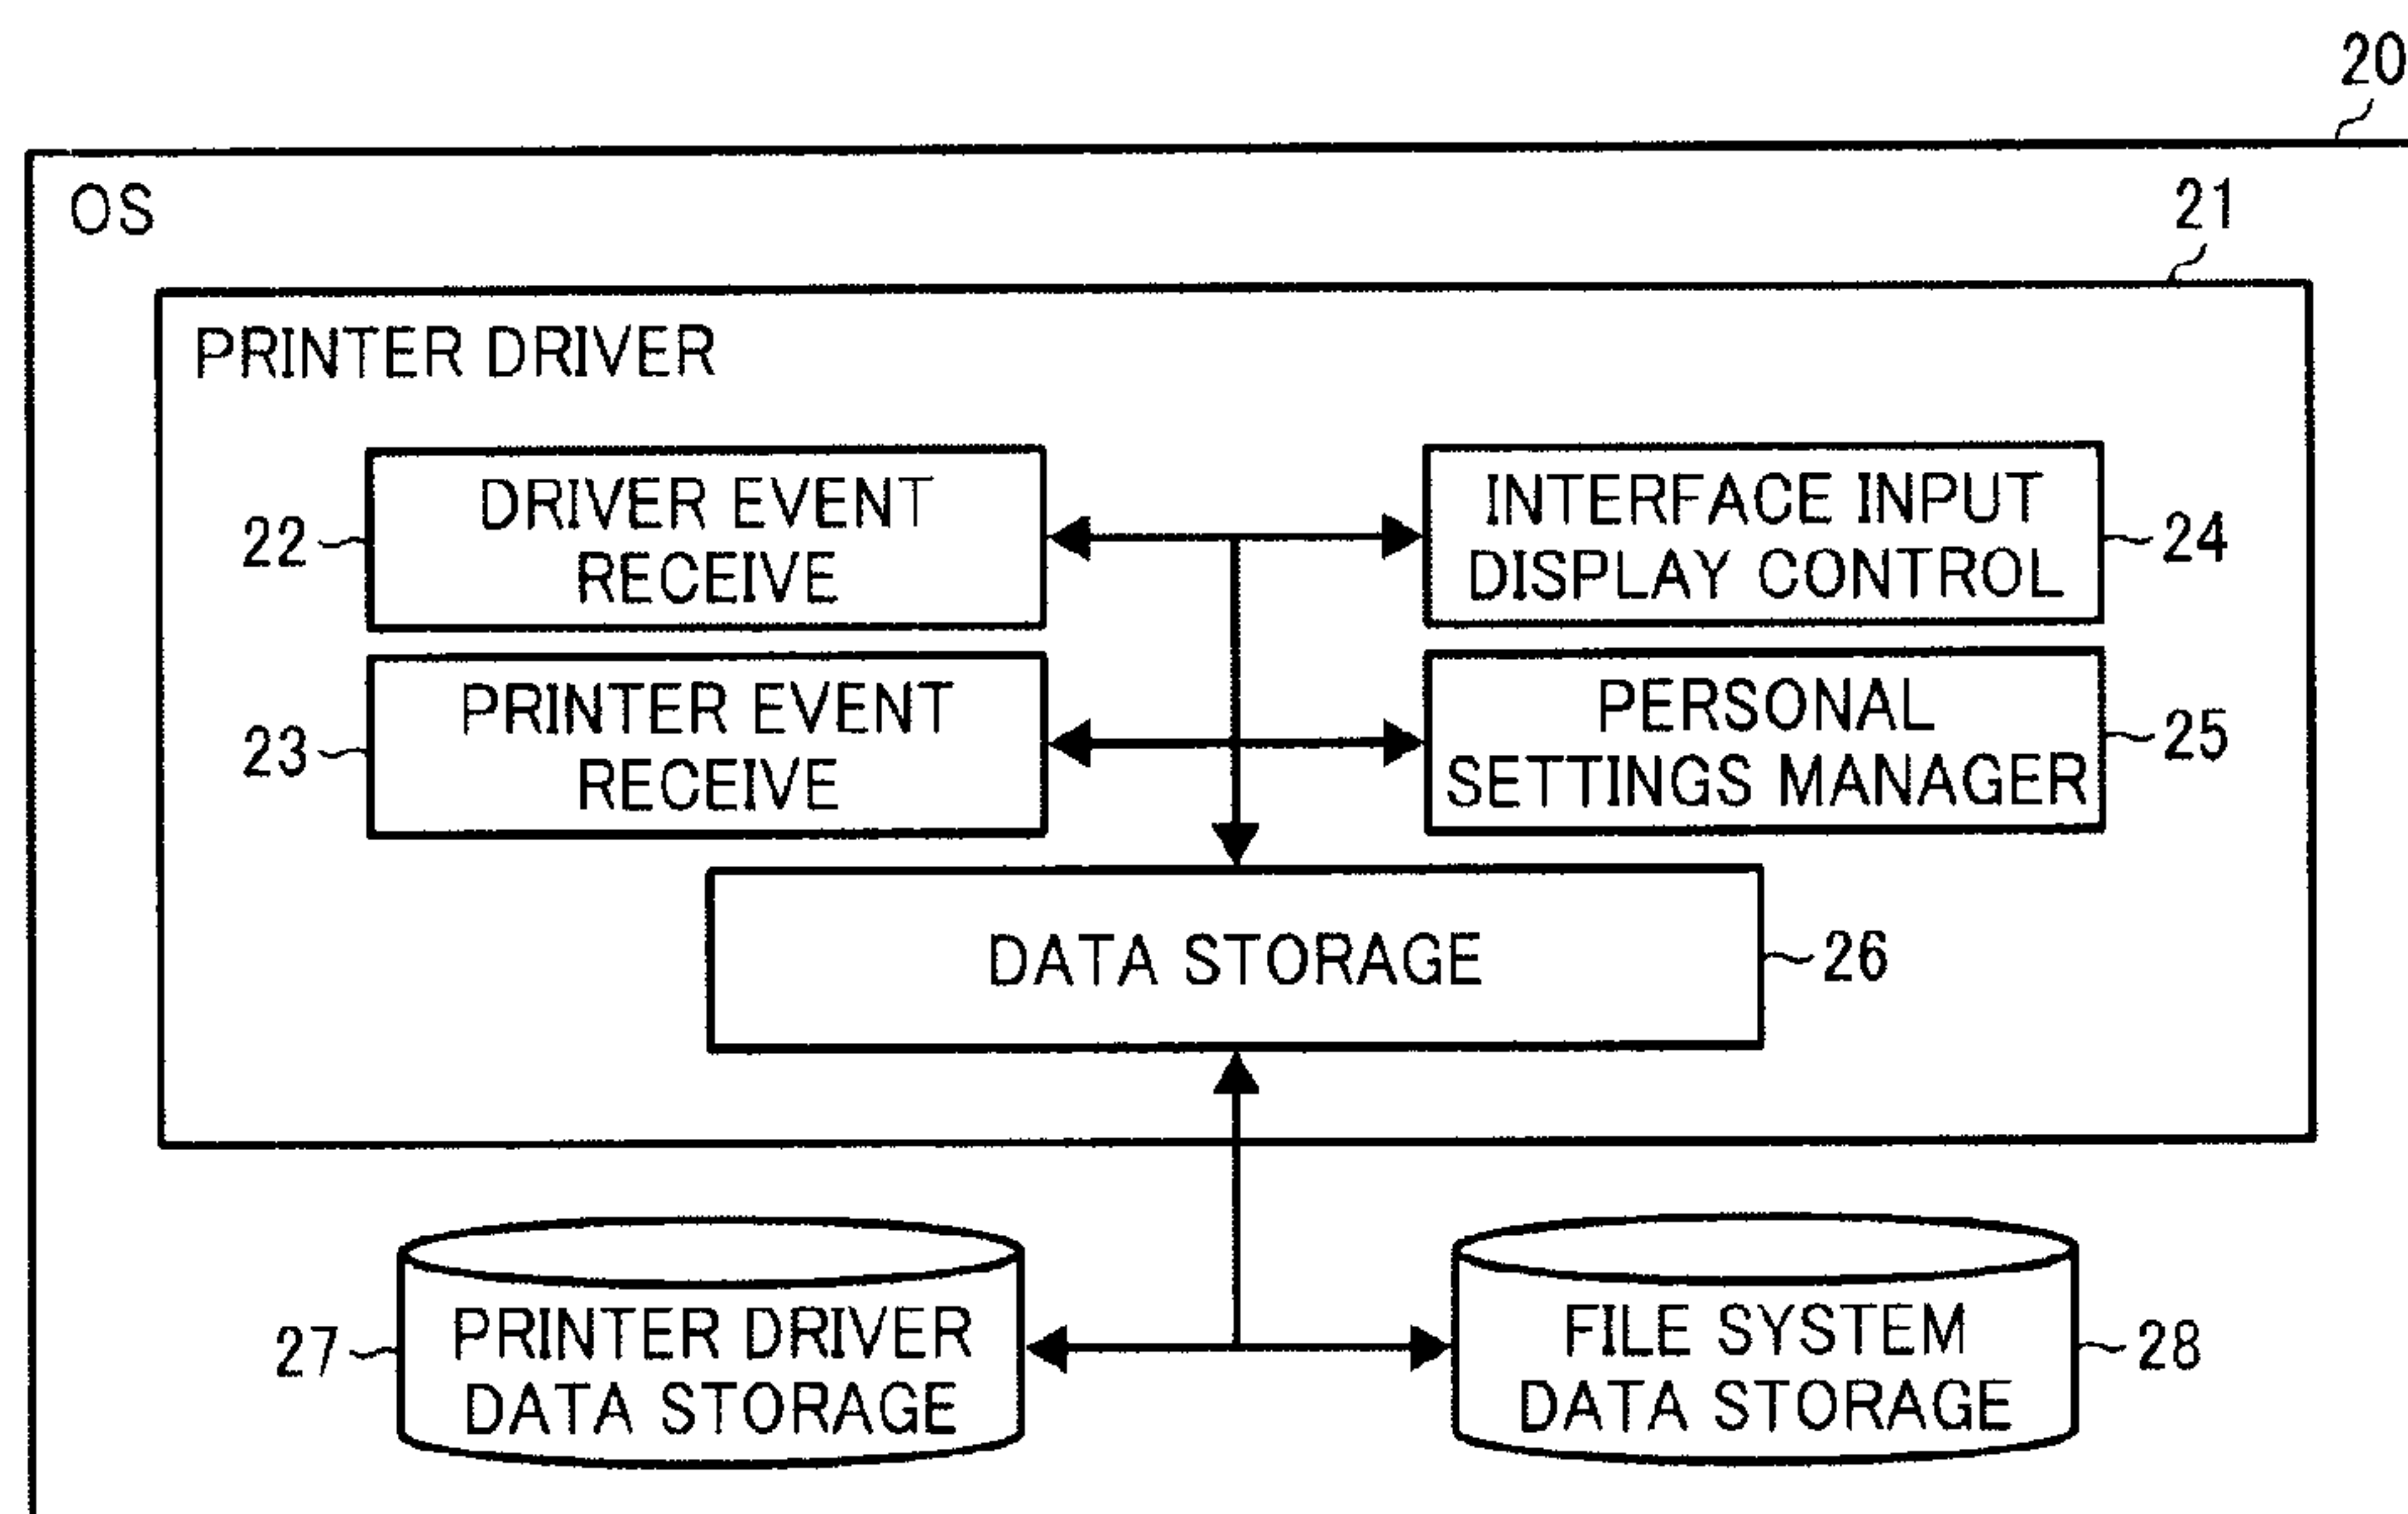 20
OS
21
PRINTER DRIVER
22
DRIVER EVENT
RECEIVE
INTERFACE INPUT
DISPLAY CONTROL
24
23
PRINTER EVENT
RECEIVE
PERSONAL
SETTINGS MANAGER
25
DATA STORAGE
26
27
PRINTER DRIVER
DATA STORAGE
FILE SYSTEM
DATA STORAGE
28